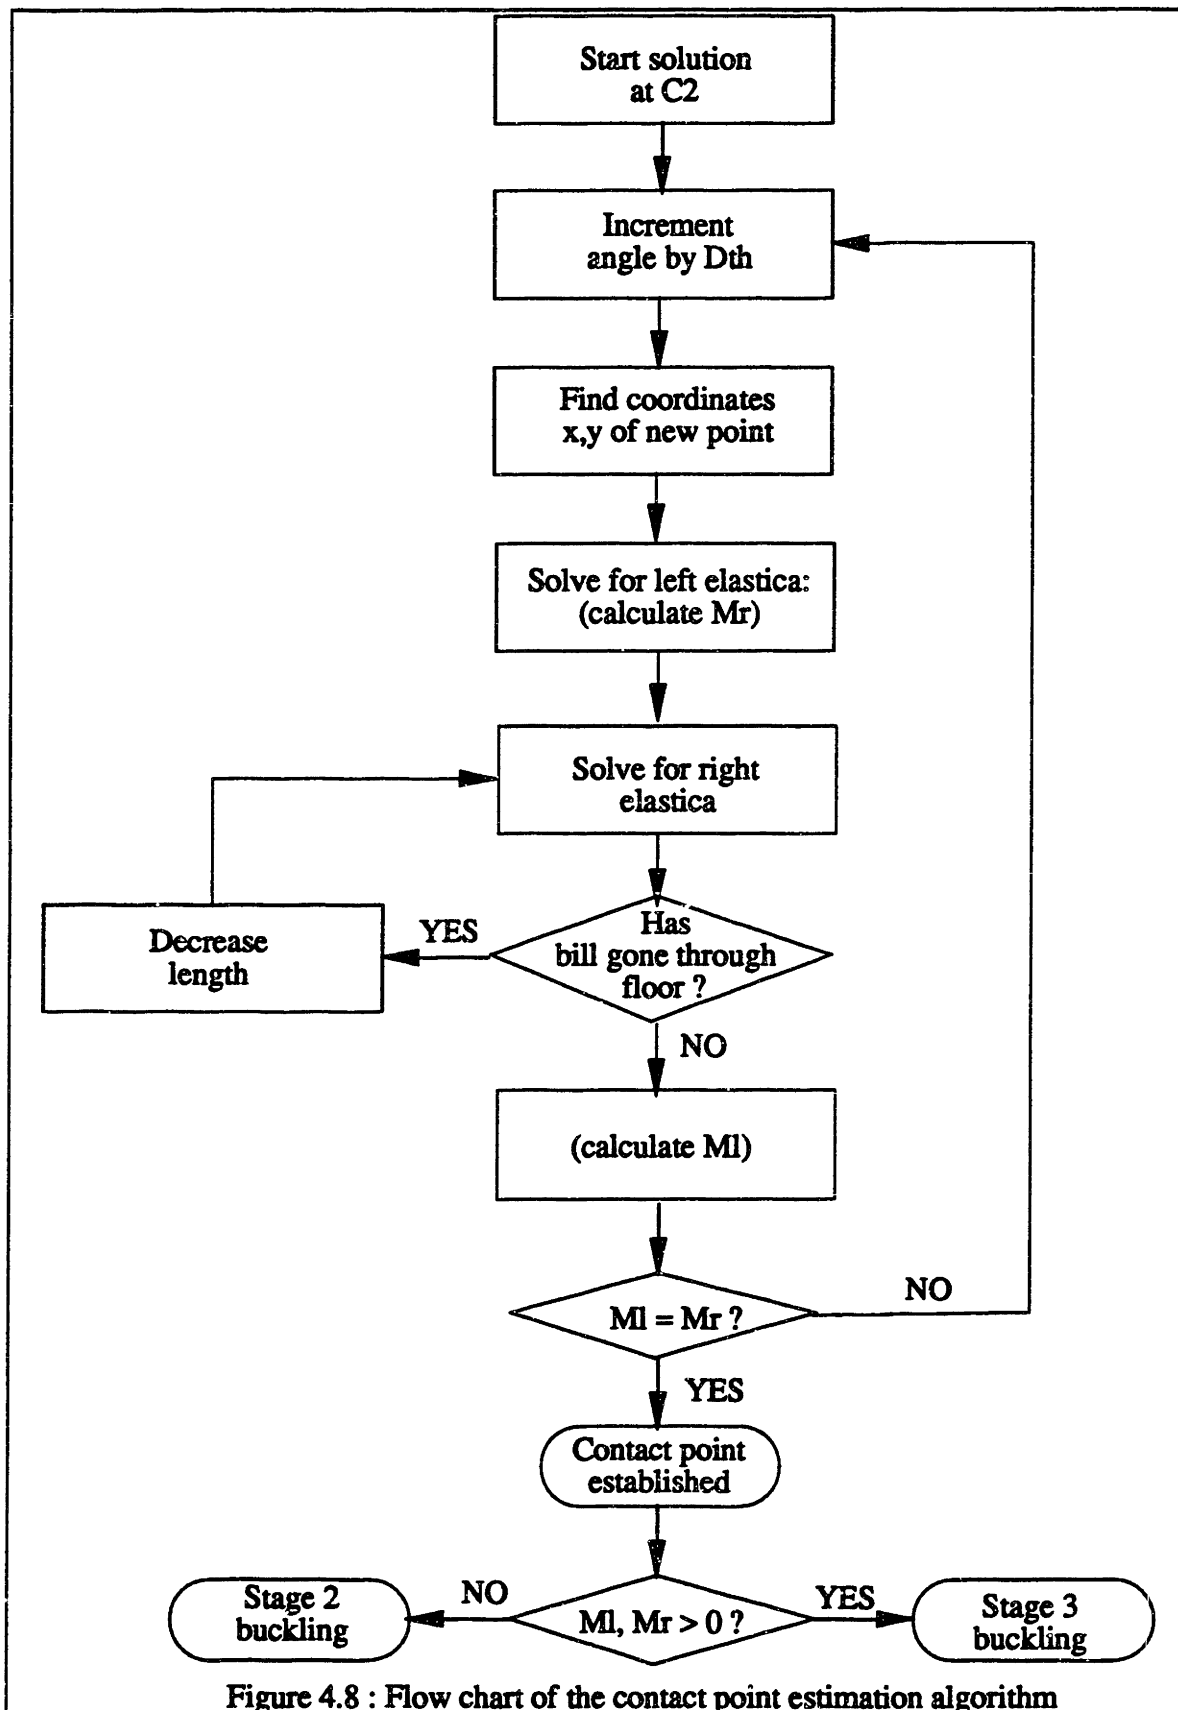 Start solution
at C2
Increment
angle by Dth
Find coordinates
x,y of new point
Solve for left elastica:
(calculate Mr)
Solve for right
elastica
Has
bill gone through
floor ?
YES
Decrease
length
NO
(calculate Ml)
Ml = Mr ?
NO
YES
Contact point
established
Ml, Mr > 0 ?
NO
Stage 2
buckling
YES
Stage 3
buckling
Figure 4.8 : Flow chart of the contact point estimation algorithm